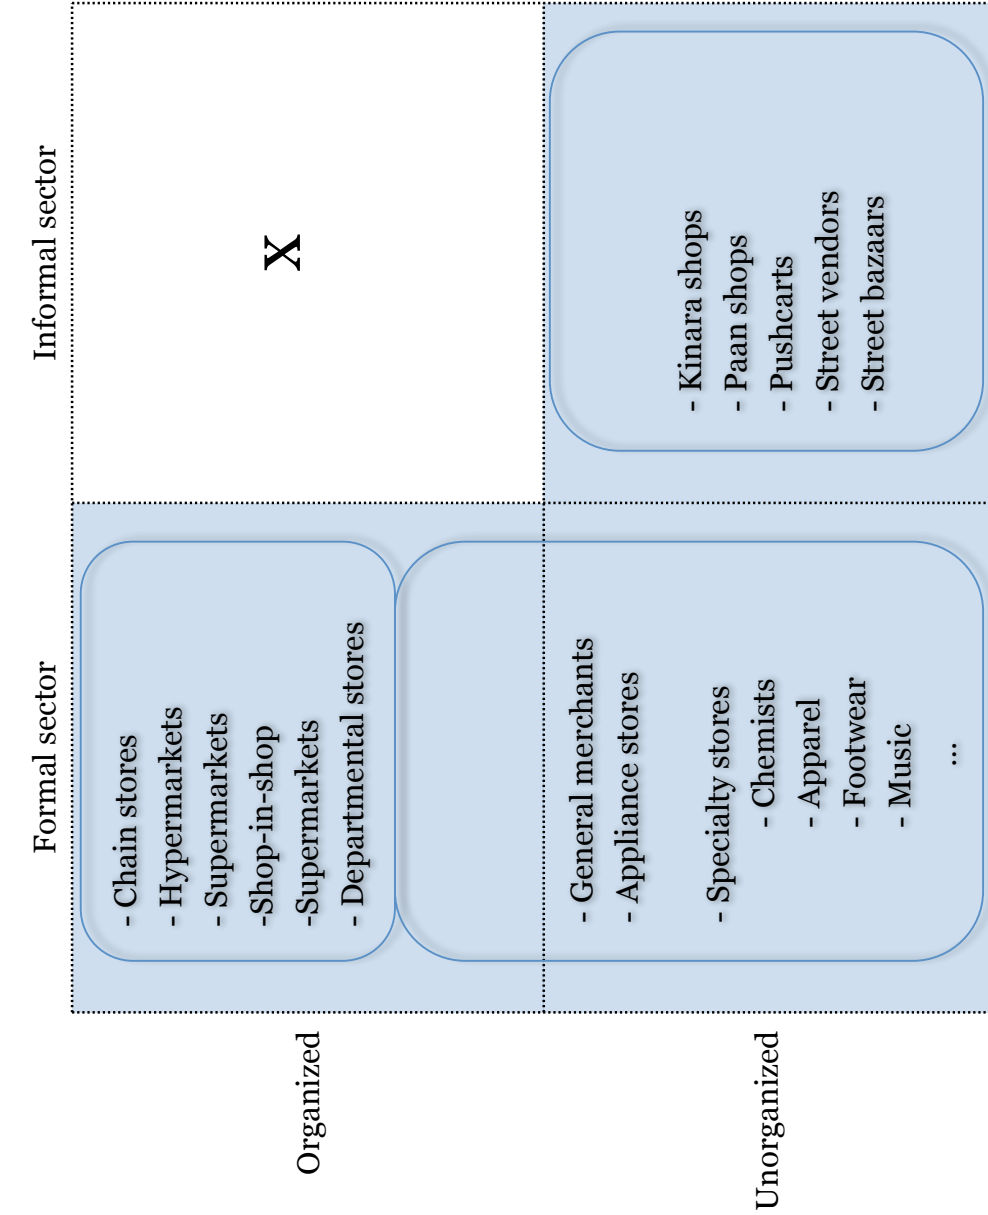 Formal sector
Informal sector
Organized
- Chain stores
- Hypermarkets
- Supermarkets
-Shop-in-shop
-Supermarkets
- Departmental stores
X
Unorganized
- General merchants
- Appliance stores
- Specialty stores
- Chemists
- Apparel
- Footwear
- Music
...
- Kinara shops
- Paan shops
- Pushcarts
- Street vendors
- Street bazaars